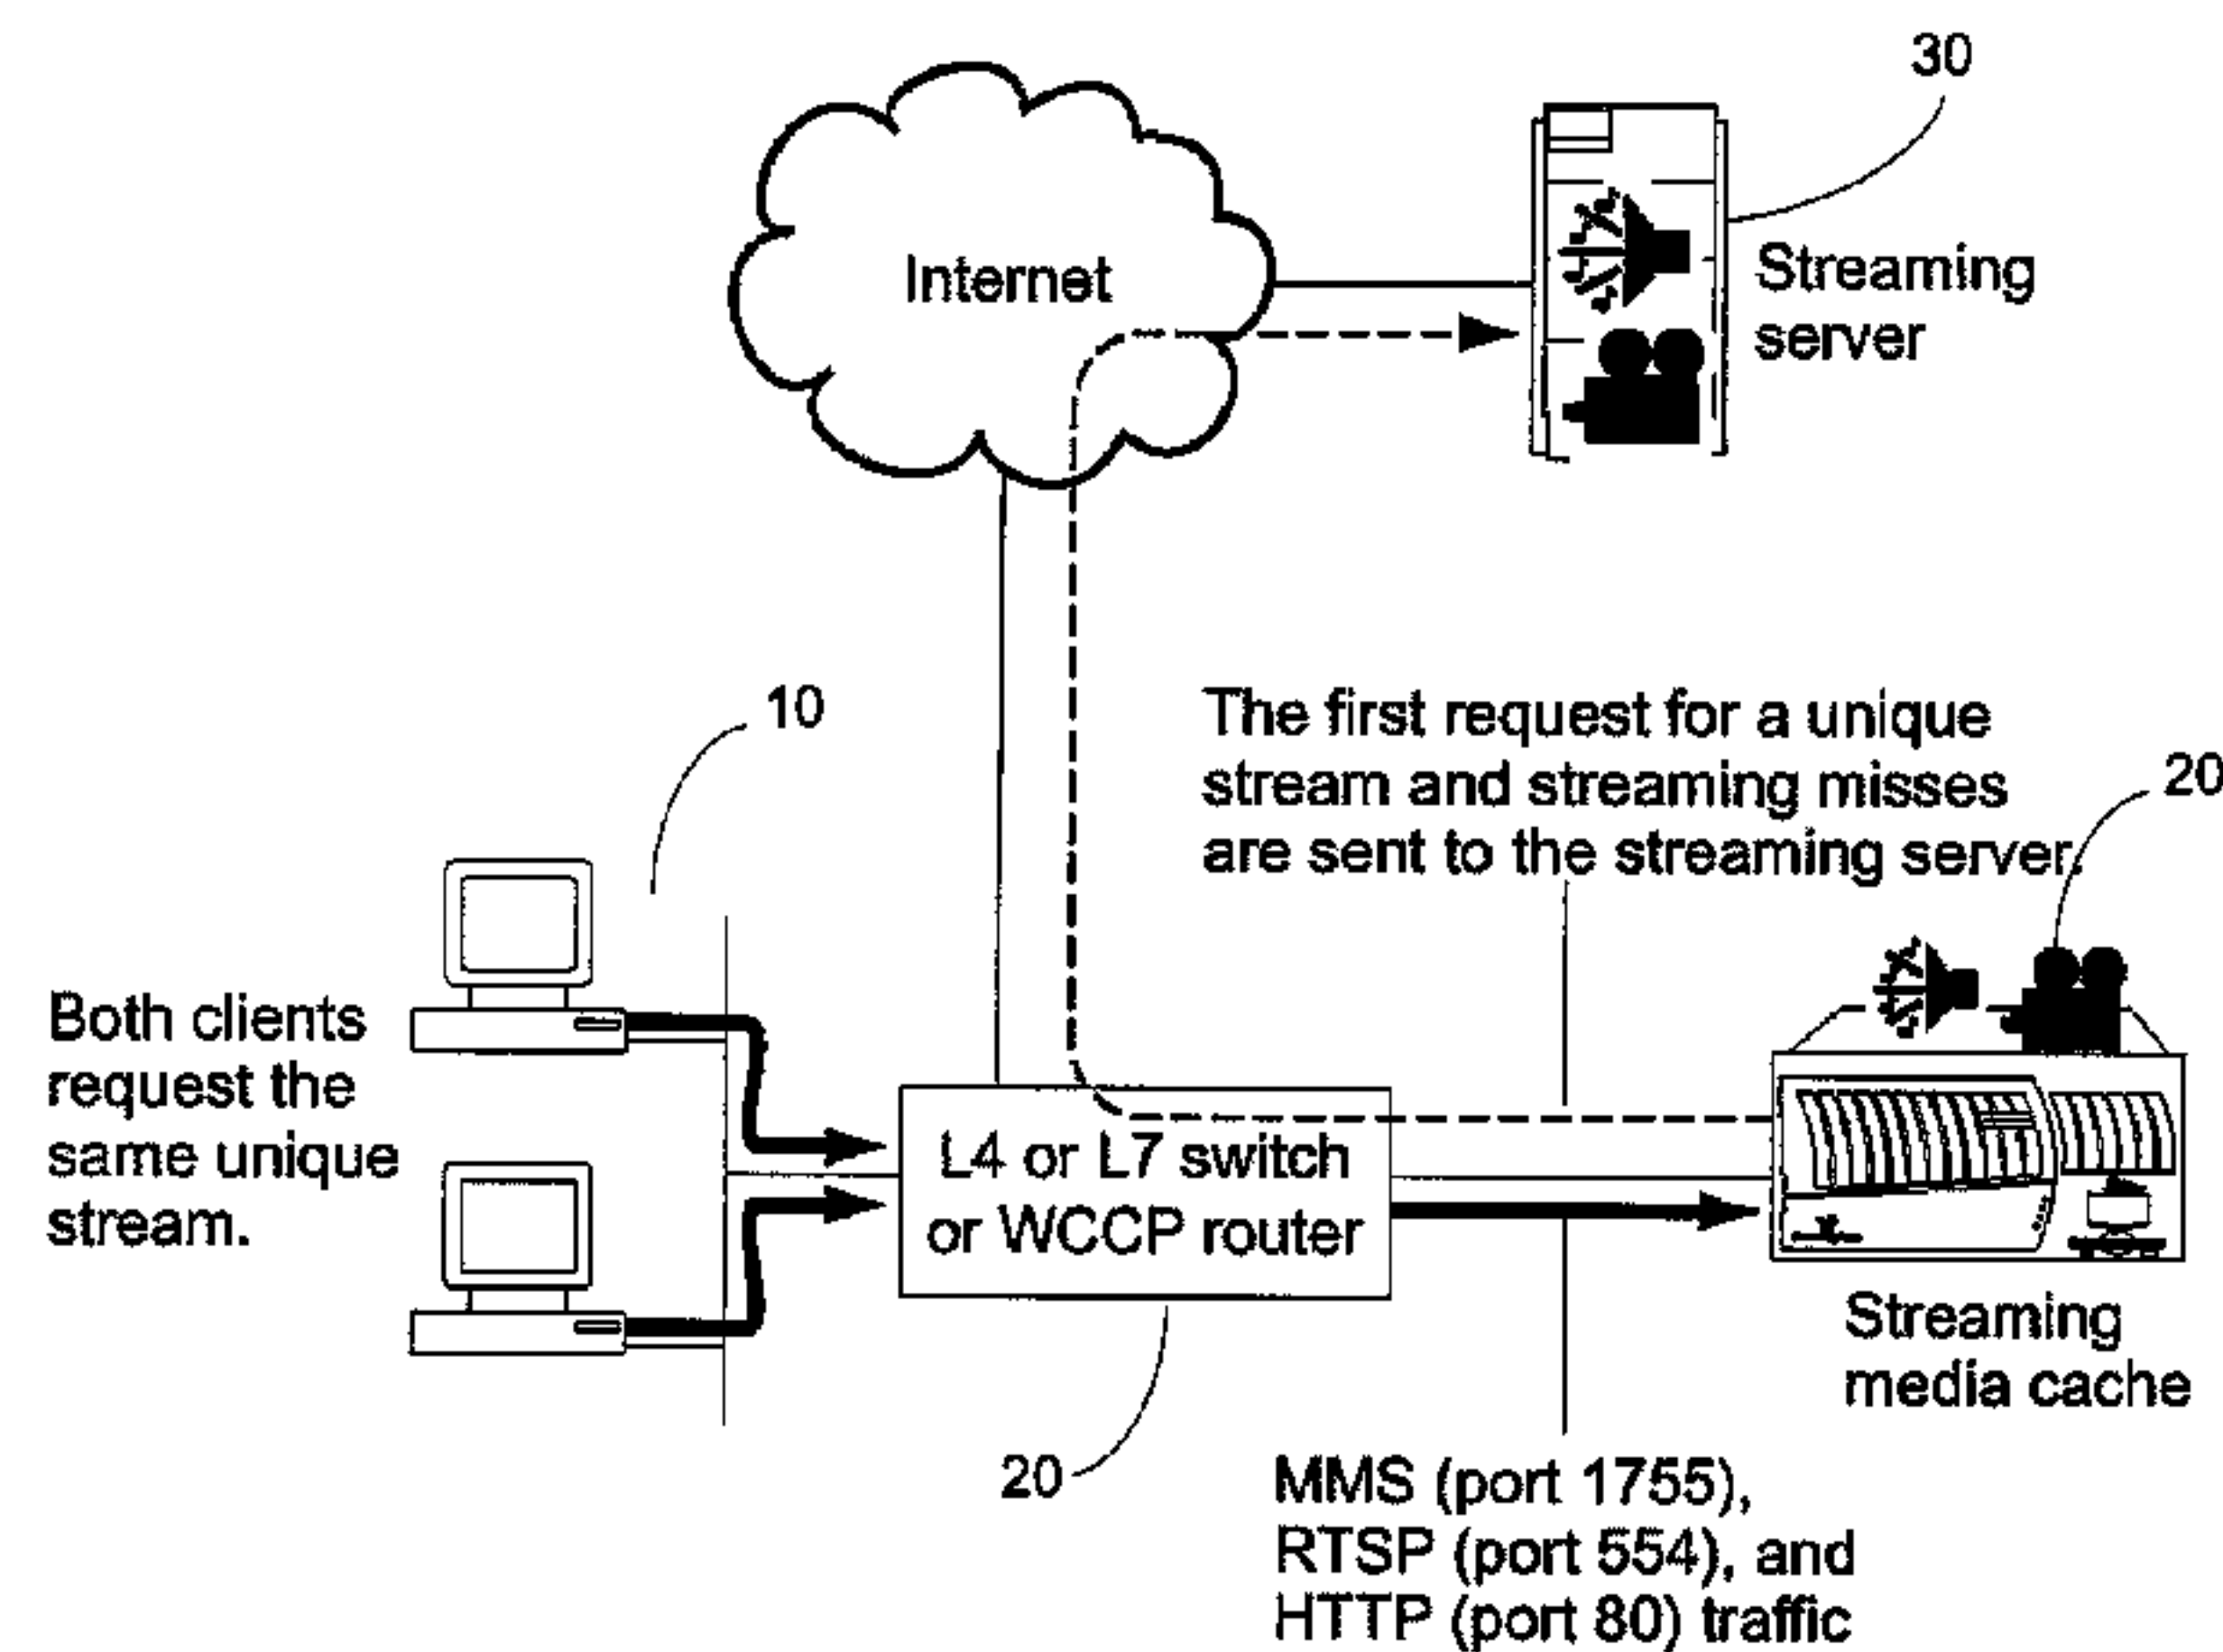 30
Internet
Streaming
server
10
The first request for a unique
stream and streaming misses
are sent to the streaming server.
20
Both clients
request the
same unique
stream.
L4 or L7 switch
or WCCP router
Streaming
media cache
20
MMS (port 1755),
RTSP (port 554), and
HTTP (port 80) traffic